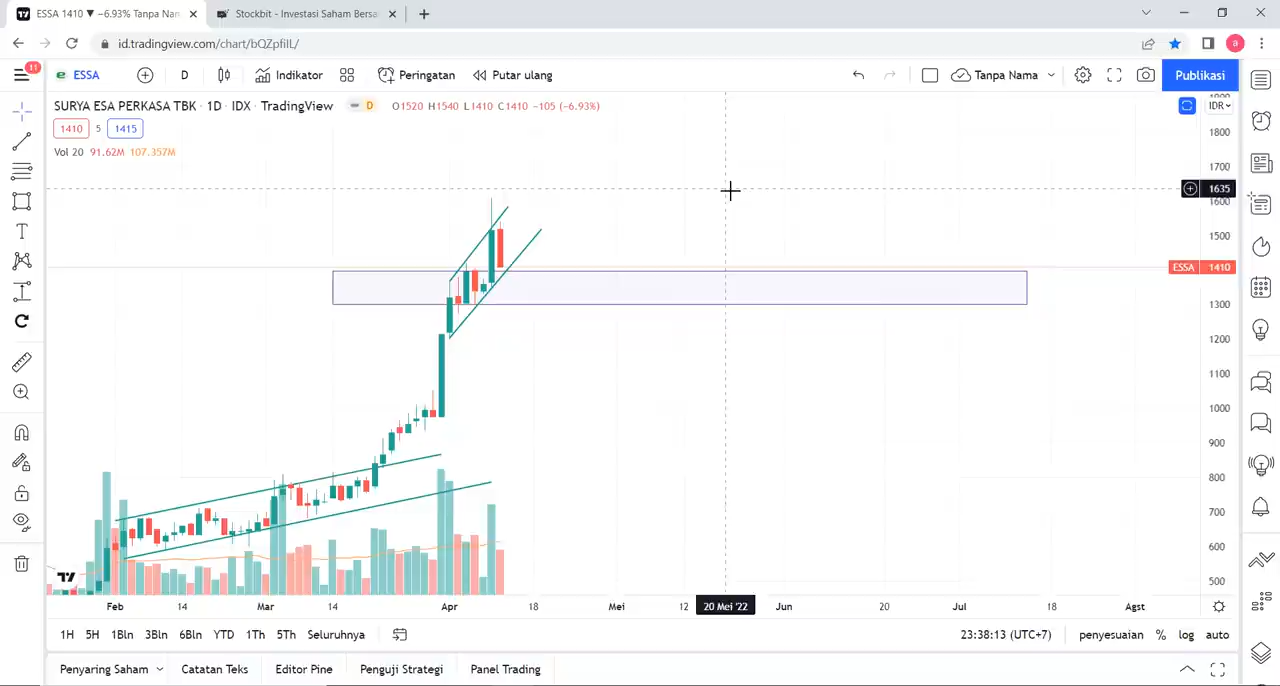 ESSA 1410 ▼ −6.93% Tanpa Nan
Stockbit - Investasi Saham Bersa
id.tradingview.com/chart/bQZpfiIL/
11
ESSA
D
Indikator
Peringatan
Putar ulang
Tanpa Nama
Publikasi
SURYA ESA PERKASA TBK · 1D · IDX · TradingView
D
O1520 H1540 L1410 C1410 −105 (−6.93%)
IDR
1410 5 1415
Vol 20 91.62M 107.357M
1800
1700
1635
1600
1500
ESSA 1410
1300
1200
1100
1000
900
800
700
600
500
Feb 14 Mar 14 Apr 18 Mei 12 20 Mei '22 Jun 20 Jul 18 Agst
1H 5H 1Bln 3Bln 6Bln YTD 1Th 5Th Seluruhnya
23:38:13 (UTC+7) penyesuaian % log auto
Penyaring Saham Catatan Teks Editor Pine Penguji Strategi Panel Trading